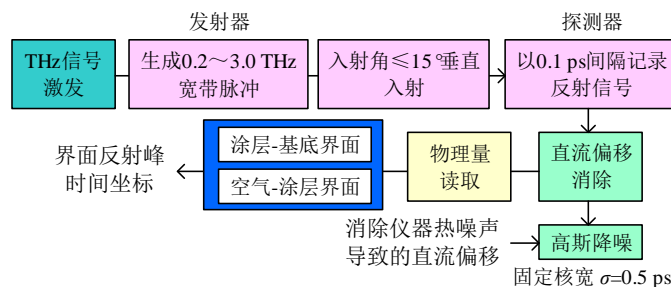 发射器
探测器
THz信号
激发
生成0.2～3.0 THz
宽带脉冲
入射角≤15°垂直
入射
以0.1 ps间隔记录
反射信号
界面反射峰
时间坐标
涂层-基底界面
空气-涂层界面
物理量
读取
直流偏移
消除
消除仪器热噪声
导致的直流偏移
高斯降噪
固定核宽 σ=0.5 ps